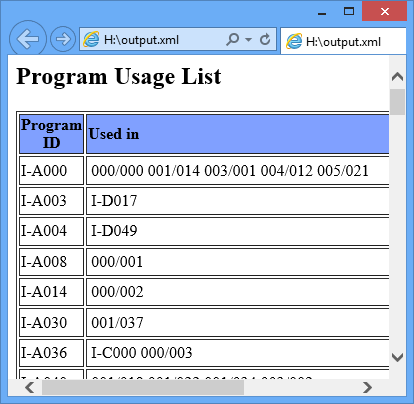 H:\output.xml
H:\output.xml
Program Usage List
Program ID Used in
I-A000 000/000 001/014 003/001 004/012 005/021
I-A003 I-D017
I-A004 I-D049
I-A008 000/001
I-A014 000/002
I-A030 001/037
I-A036 I-C000 000/003